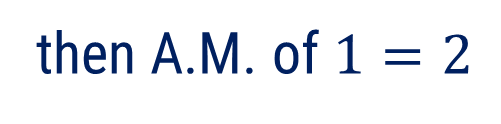 then A.M. of 1 = 2